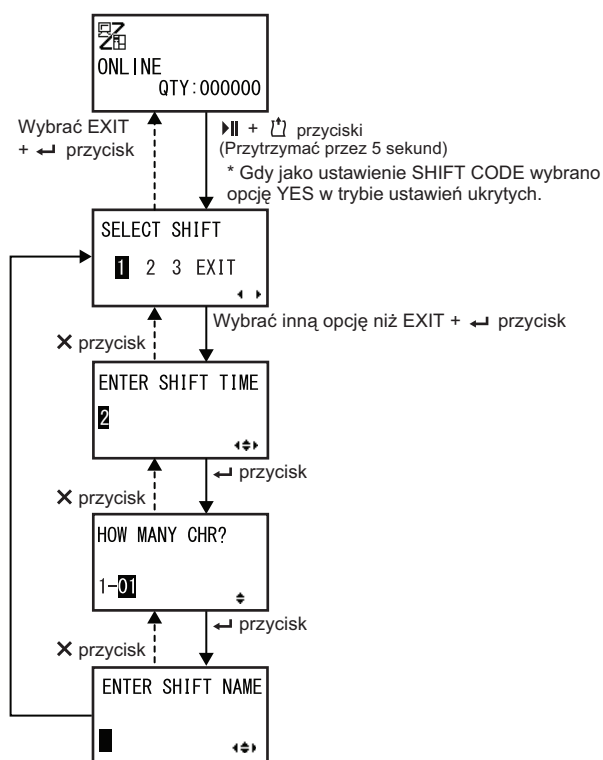 ONLINE
QTY:000000
Wybrać EXIT
+ ↵ przycisk
+ przyciski
(Przytrzymać przez 5 sekund)
* Gdy jako ustawienie SHIFT CODE wybrano
opcję YES w trybie ustawień ukrytych.
SELECT SHIFT
1 2 3 EXIT
Wybrać inną opcję niż EXIT + ↵ przycisk
✕ przycisk
ENTER SHIFT TIME
2
↵ przycisk
✕ przycisk
HOW MANY CHR?
1-01
↵ przycisk
✕ przycisk
ENTER SHIFT NAME